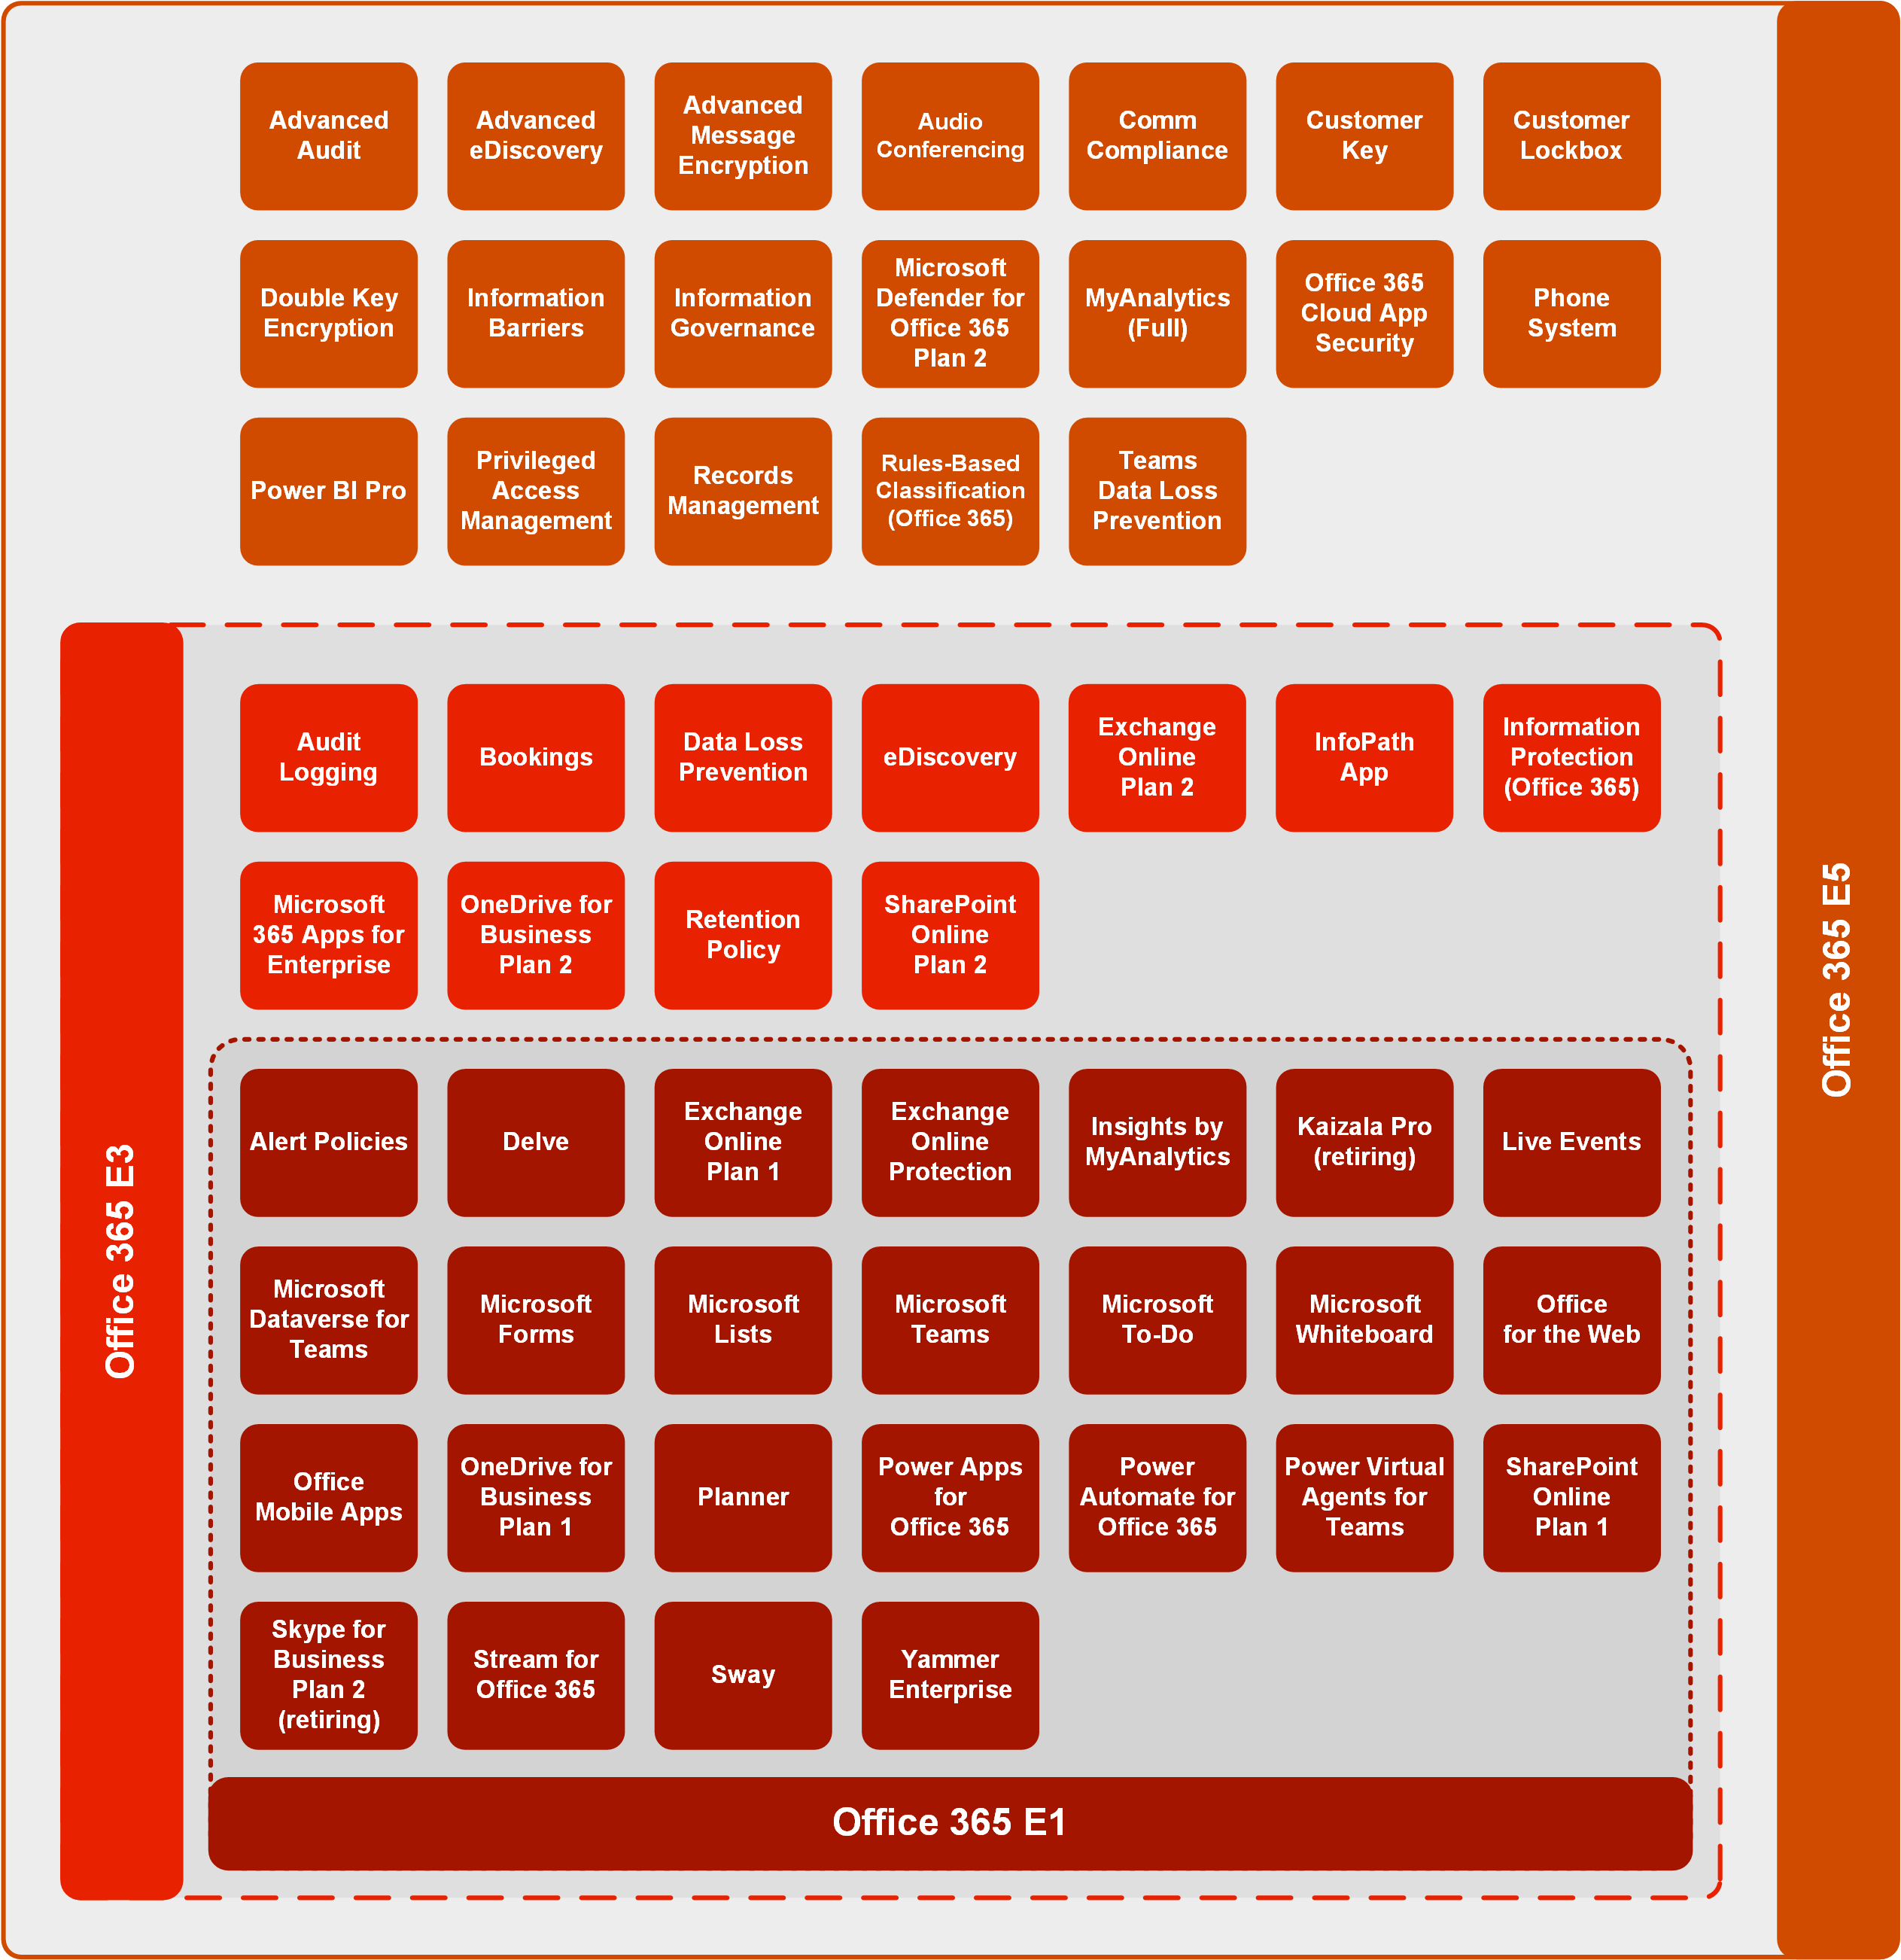 Advanced
Audit
Advanced
eDiscovery
Advanced
Message
Encryption
Audio
Conferencing
Comm
Compliance
Customer
Key
Customer
Lockbox
Double Key
Encryption
Information
Barriers
Information
Governance
Microsoft
Defender for
Office 365
Plan 2
MyAnalytics
(Full)
Office 365
Cloud App
Security
Phone
System
Power BI Pro
Privileged
Access
Management
Records
Management
Rules-Based
Classification
(Office 365)
Teams
Data Loss
Prevention
Office 365 E5
Office 365 E3
Audit
Logging
Bookings
Data Loss
Prevention
eDiscovery
Exchange
Online
Plan 2
InfoPath
App
Information
Protection
(Office 365)
Microsoft
365 Apps for
Enterprise
OneDrive for
Business
Plan 2
Retention
Policy
SharePoint
Online
Plan 2
Alert Policies
Delve
Exchange
Online
Plan 1
Exchange
Online
Protection
Insights by
MyAnalytics
Kaizala Pro
(retiring)
Live Events
Microsoft
Dataverse for
Teams
Microsoft
Forms
Microsoft
Lists
Microsoft
Teams
Microsoft
To-Do
Microsoft
Whiteboard
Office
for the Web
Office
Mobile Apps
OneDrive for
Business
Plan 1
Planner
Power Apps
for
Office 365
Power
Automate for
Office 365
Power Virtual
Agents for
Teams
SharePoint
Online
Plan 1
Skype for
Business
Plan 2
(retiring)
Stream for
Office 365
Sway
Yammer
Enterprise
Office 365 E1